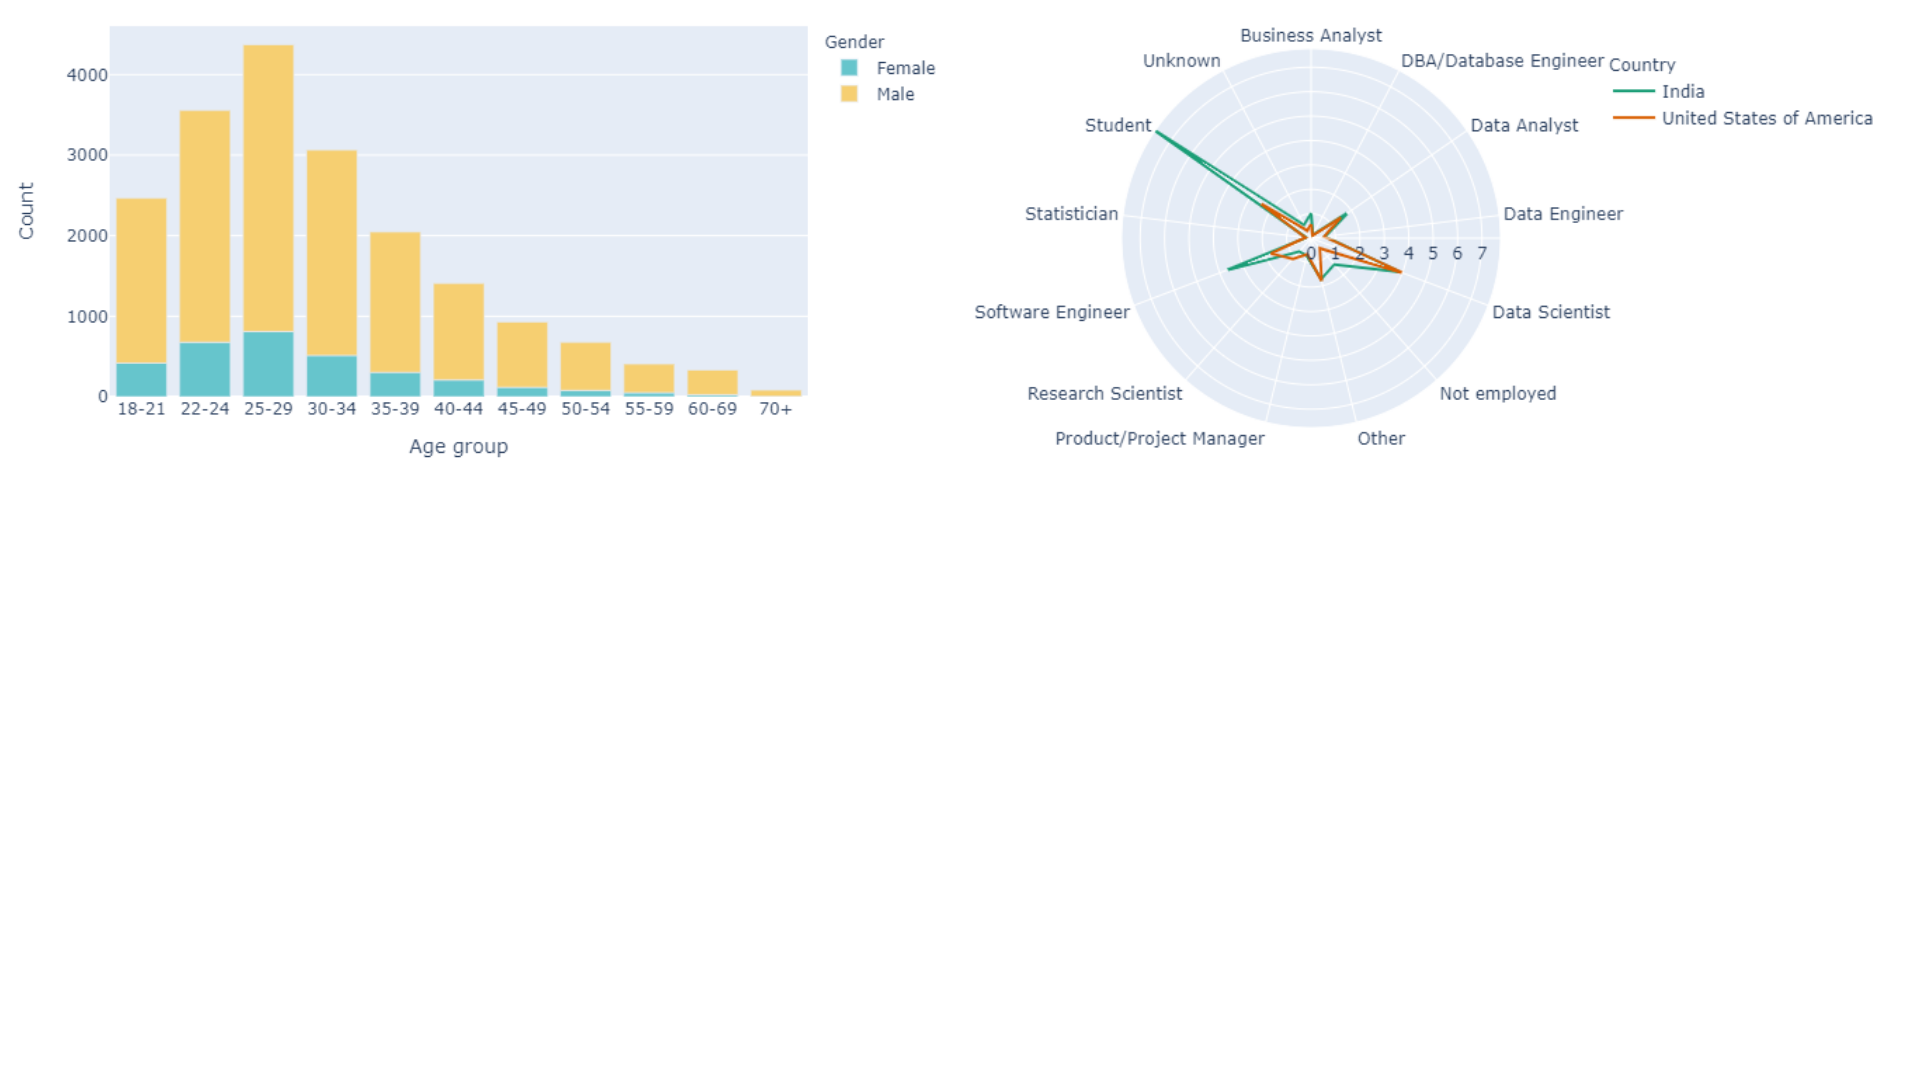 Count
4000
3000
2000
1000
0
18-21 22-24 25-29 30-34 35-39 40-44 45-49 50-54 55-59 60-69 70+
Age group
Gender
Female
Male
Business Analyst
Unknown
DBA/Database Engineer
Student
Data Analyst
Statistician
Data Engineer
0 1 2 3 4 5 6 7
Software Engineer
Data Scientist
Research Scientist
Not employed
Product/Project Manager
Other
Country
India
United States of America